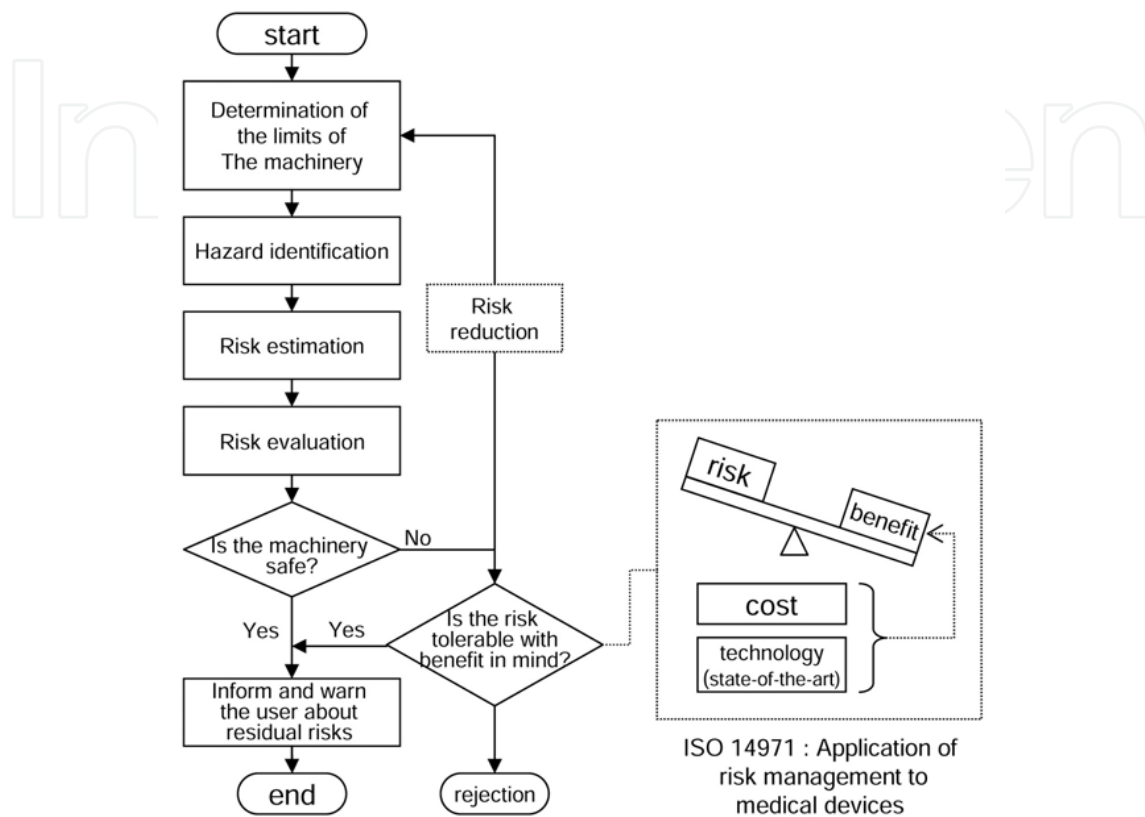 start
Determination of
the limits of
The machinery
Hazard identification
Risk estimation
Risk evaluation
Is the machinery
safe?
No
Yes
Risk
reduction
Is the risk
tolerable with
benefit in mind?
Yes
Inform and warn
the user about
residual risks
end
rejection
risk
benefit
cost
technology
(state-of-the-art)
ISO 14971 : Application of
risk management to
medical devices